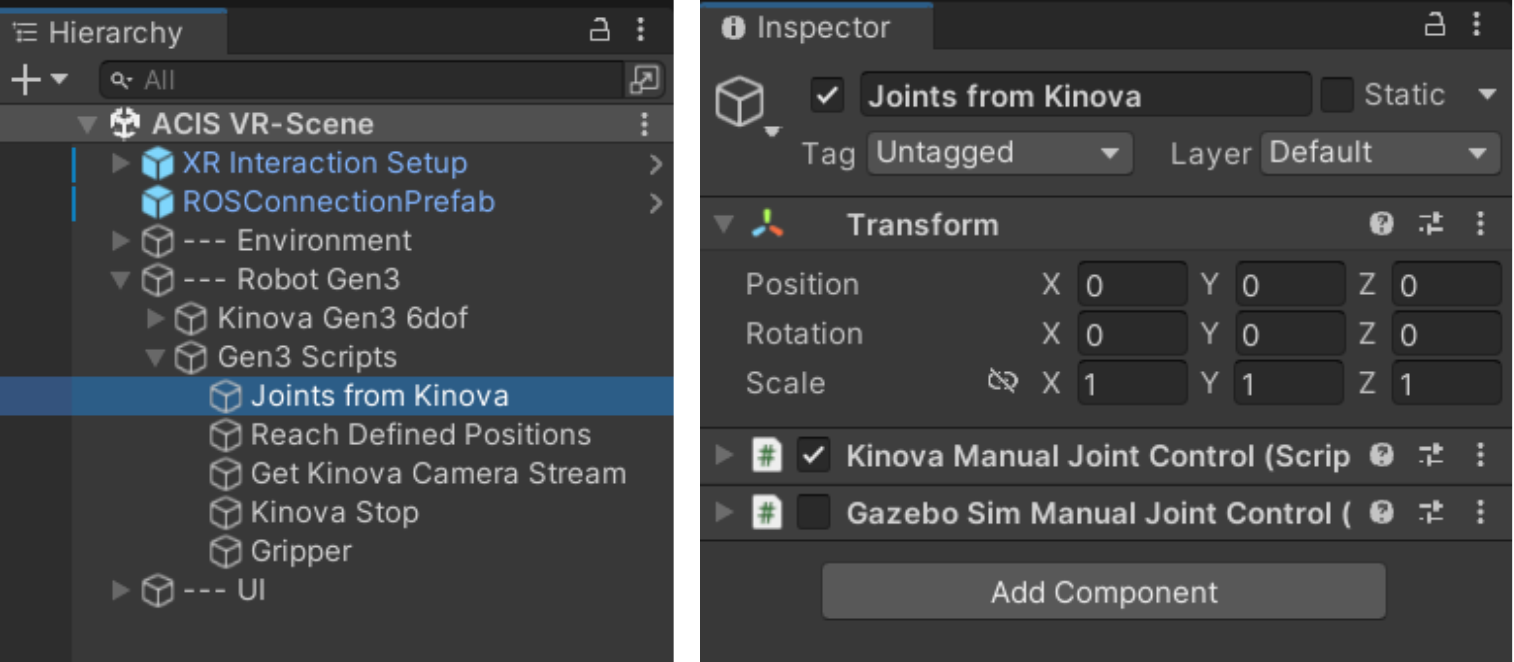 Hierarchy
All
ACIS VR-Scene
XR Interaction Setup
ROSConnectionPrefab
--- Environment
--- Robot Gen3
Kinova Gen3 6dof
Gen3 Scripts
Joints from Kinova
Reach Defined Positions
Get Kinova Camera Stream
Kinova Stop
Gripper
--- UI
Inspector
Joints from Kinova Static
Tag Untagged Layer Default
Transform
Position X 0 Y 0 Z 0
Rotation X 0 Y 0 Z 0
Scale X 1 Y 1 Z 1
# Kinova Manual Joint Control (Scrip
# Gazebo Sim Manual Joint Control (
Add Component